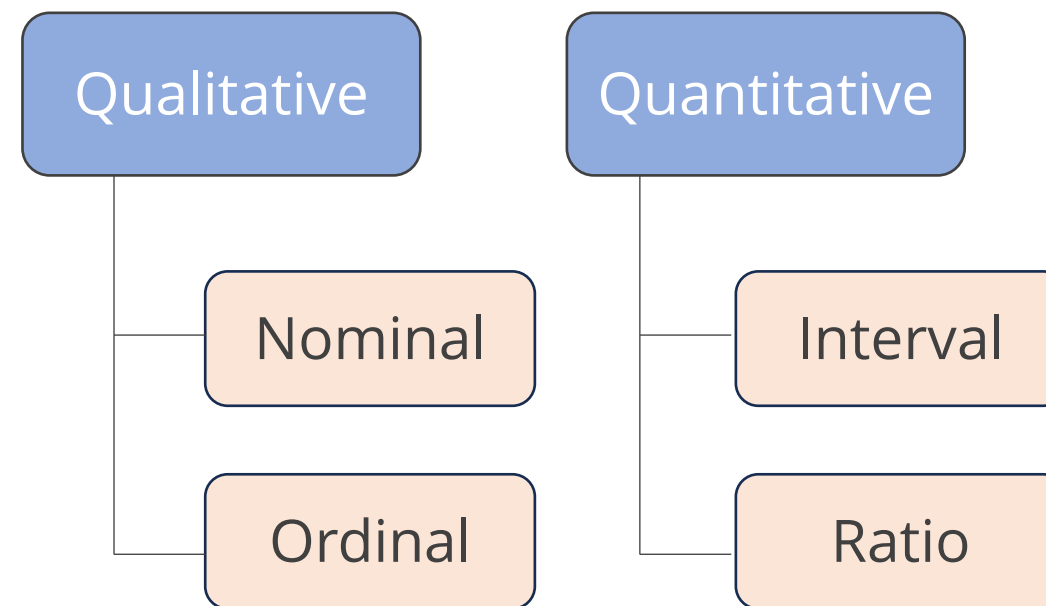 Qualitative
Nominal
Ordinal
Quantitative
Interval
Ratio